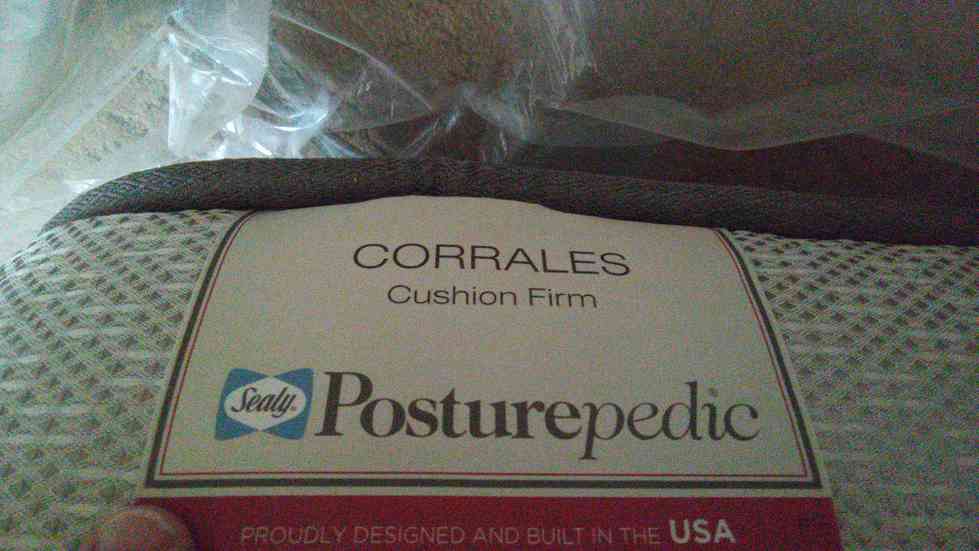 CORRALES
Cushion Firm
Sealy® Posturepedic
PROUDLY DESIGNED AND BUILT IN THE USA